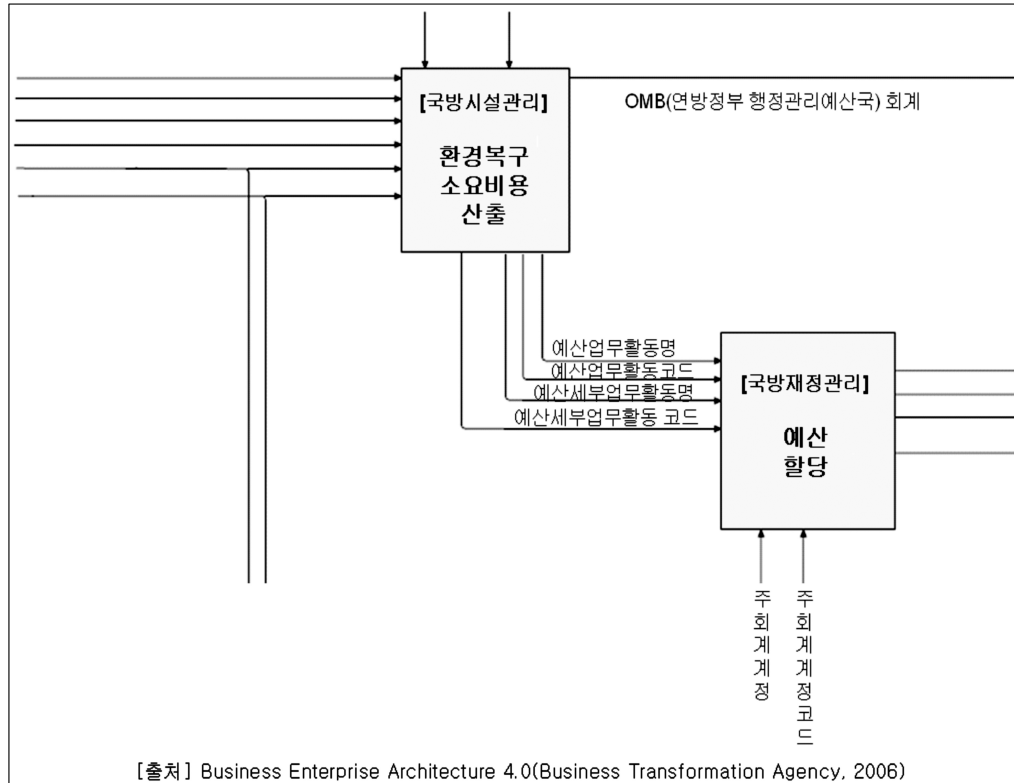 [국방시설관리]
환경복구
소요비용
산출
OMB(연방정부 행정관리예산국) 회계
예산업무활동명
예산업무활동코드
예산세부업무활동명
예산세부업무활동 코드
[국방재정관리]
예산
할당
주회계계정
주회계계정코드
[출처] Business Enterprise Architecture 4.0(Business Transformation Agency, 2006)